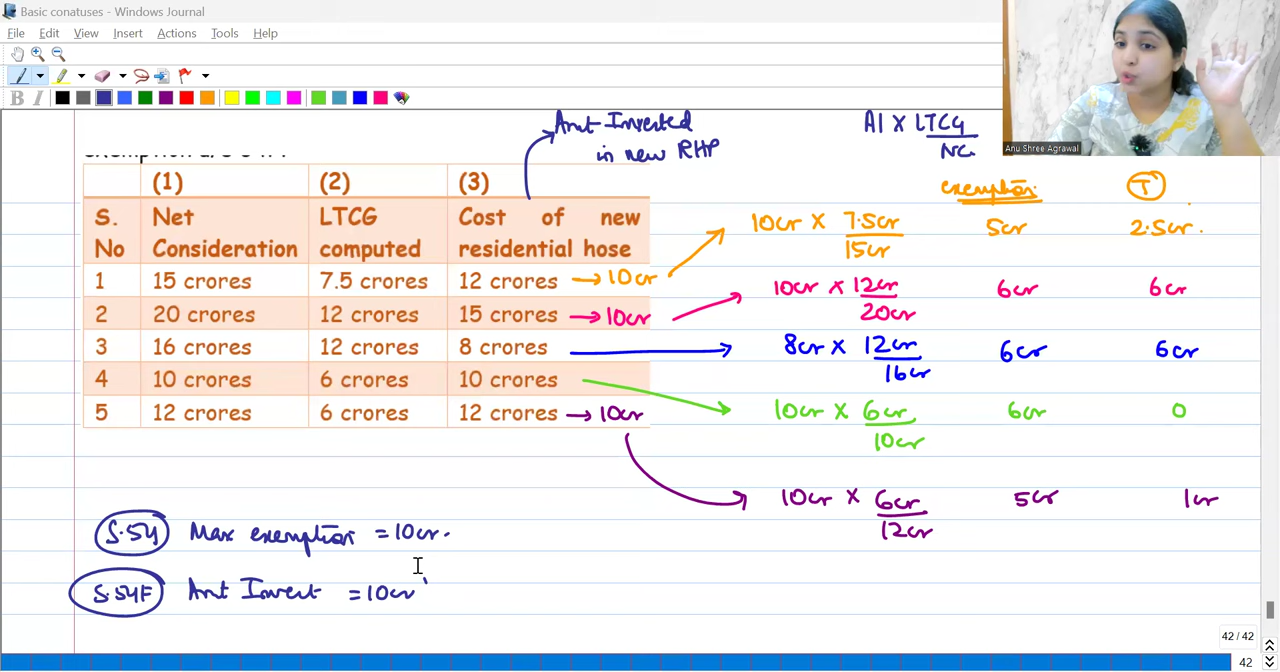 Basic conatuses - Windows Journal
File Edit View Insert Actions Tools Help
B I
Anu Shree Agrawal
Amt Invested
in new RHP
AI X LTCG
NC
(1) (2) (3)
S. No Net Consideration LTCG computed Cost of new residential hose
1 15 crores 7.5 crores 12 crores → 10cr
2 20 crores 12 crores 15 crores → 10cr
3 16 crores 12 crores 8 crores
4 10 crores 6 crores 10 crores
5 12 crores 6 crores 12 crores → 10cr
exemption T
10cr X 7.5cr 5cr 2.5cr.
15cr
10cr X 12cr 6cr 6cr
20cr
8cr X 12cr 6cr 6cr
16cr
10cr X 6cr 6cr 0
10cr
10cr X 6cr 5cr 1cr
12cr
S.54 Max exemption = 10cr.
S.54F Amt Invest = 10cr
42 / 42
42